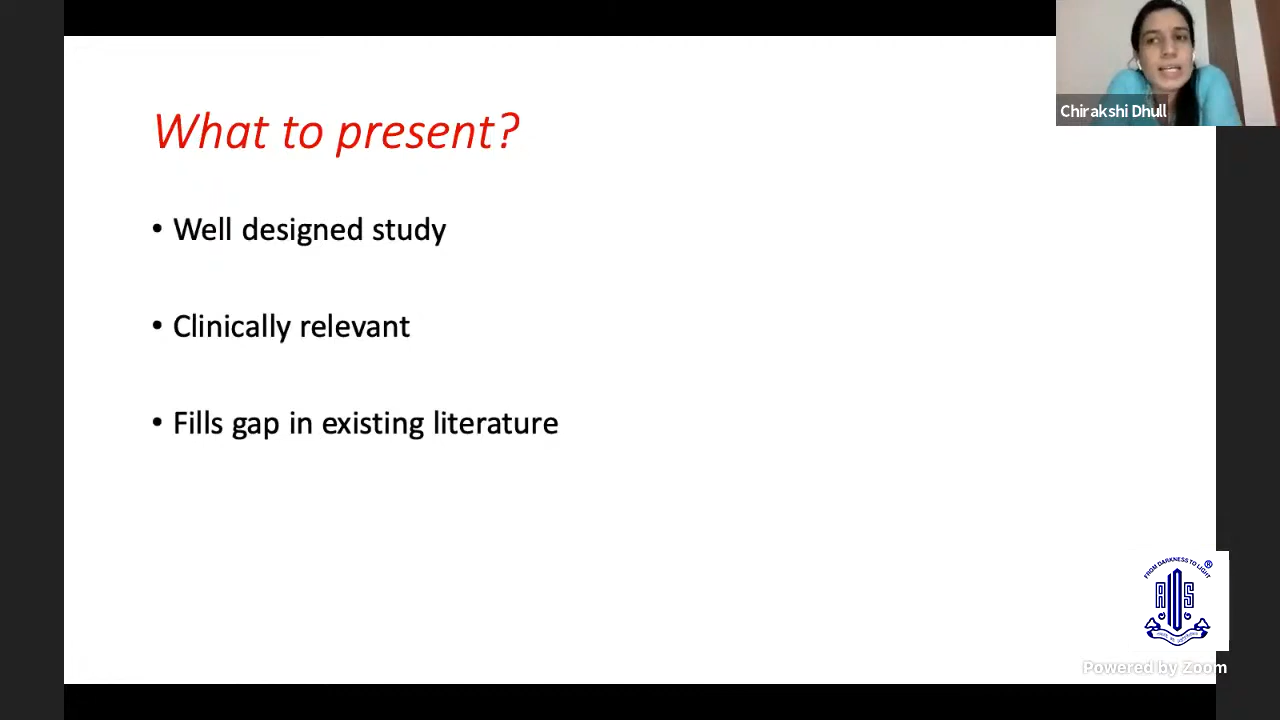 Chirakshi Dhull
What to present?
• Well designed study
• Clinically relevant
• Fills gap in existing literature
FROM DARKNESS TO LIGHT
®
AIOS
Powered by Zoom